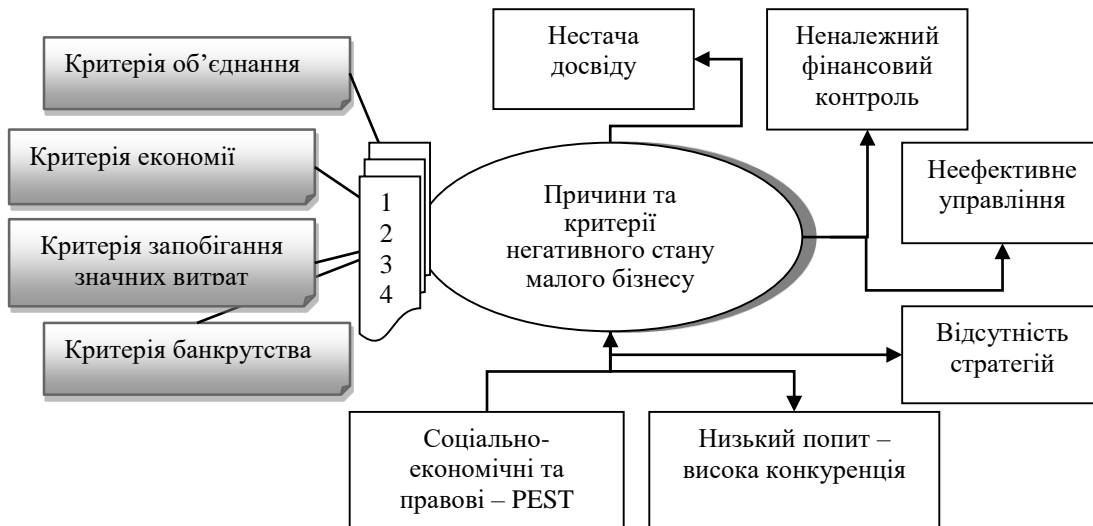 Критерія об’єднання
Критерія економії
Критерія запобігання
значних витрат
Критерія банкрутства
1
2
3
4
Причини та
критерії
негативного стану
малого бізнесу
Нестача
досвіду
Неналежний
фінансовий
контроль
Неефективне
управління
Відсутність
стратегій
Соціально-
економічні та
правові – PEST
Низький попит –
висока конкуренція